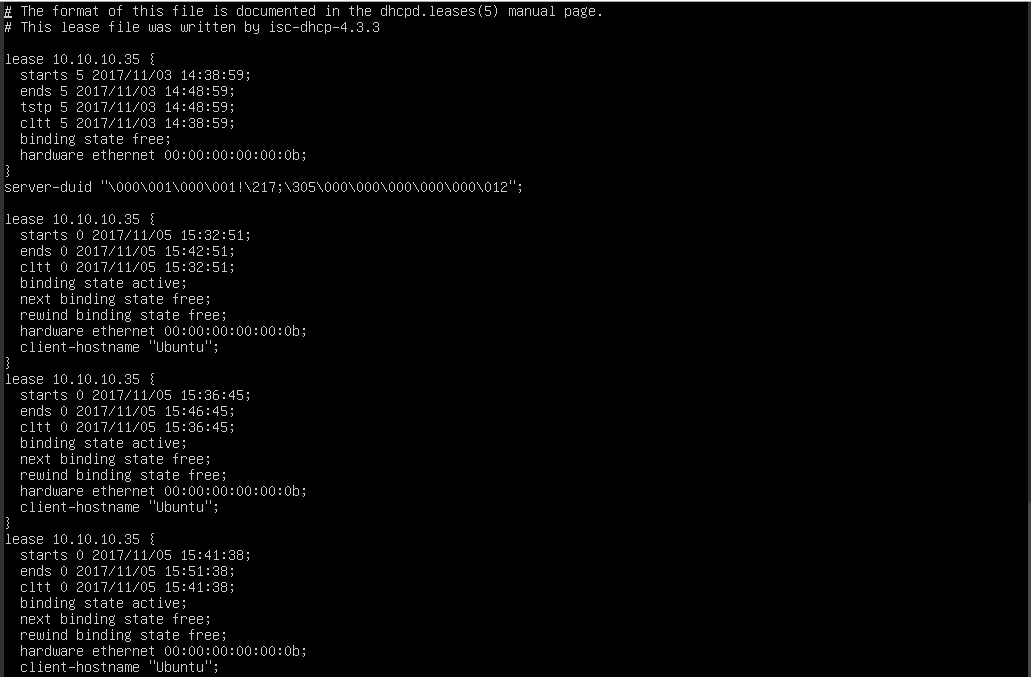 # The format of this file is documented in the dhcpd.leases(5) manual page.
# This lease file was written by isc-dhcp-4.3.3

lease 10.10.10.35 {
  starts 5 2017/11/03 14:38:59;
  ends 5 2017/11/03 14:48:59;
  tstp 5 2017/11/03 14:48:59;
  cltt 5 2017/11/03 14:38:59;
  binding state free;
  hardware ethernet 00:00:00:00:00:0b;
}
server-duid "\000\001\000\001!\217;\305\000\000\000\000\000\012";

lease 10.10.10.35 {
  starts 0 2017/11/05 15:32:51;
  ends 0 2017/11/05 15:42:51;
  cltt 0 2017/11/05 15:32:51;
  binding state active;
  next binding state free;
  rewind binding state free;
  hardware ethernet 00:00:00:00:00:0b;
  client-hostname "Ubuntu";
}
lease 10.10.10.35 {
  starts 0 2017/11/05 15:36:45;
  ends 0 2017/11/05 15:46:45;
  cltt 0 2017/11/05 15:36:45;
  binding state active;
  next binding state free;
  rewind binding state free;
  hardware ethernet 00:00:00:00:00:0b;
  client-hostname "Ubuntu";
}
lease 10.10.10.35 {
  starts 0 2017/11/05 15:41:38;
  ends 0 2017/11/05 15:51:38;
  cltt 0 2017/11/05 15:41:38;
  binding state active;
  next binding state free;
  rewind binding state free;
  hardware ethernet 00:00:00:00:00:0b;
  client-hostname "Ubuntu";